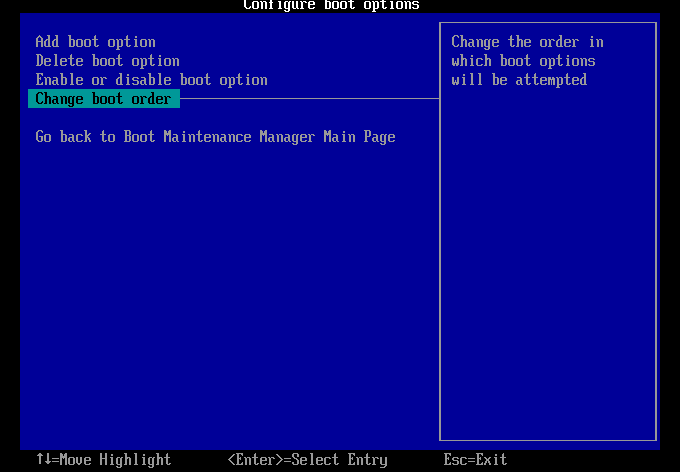 Configure boot options
Add boot option
Delete boot option
Enable or disable boot option
Change boot order
Go back to Boot Maintenance Manager Main Page
Change the order in
which boot options
will be attempted
↑↓=Move Highlight <Enter>=Select Entry Esc=Exit